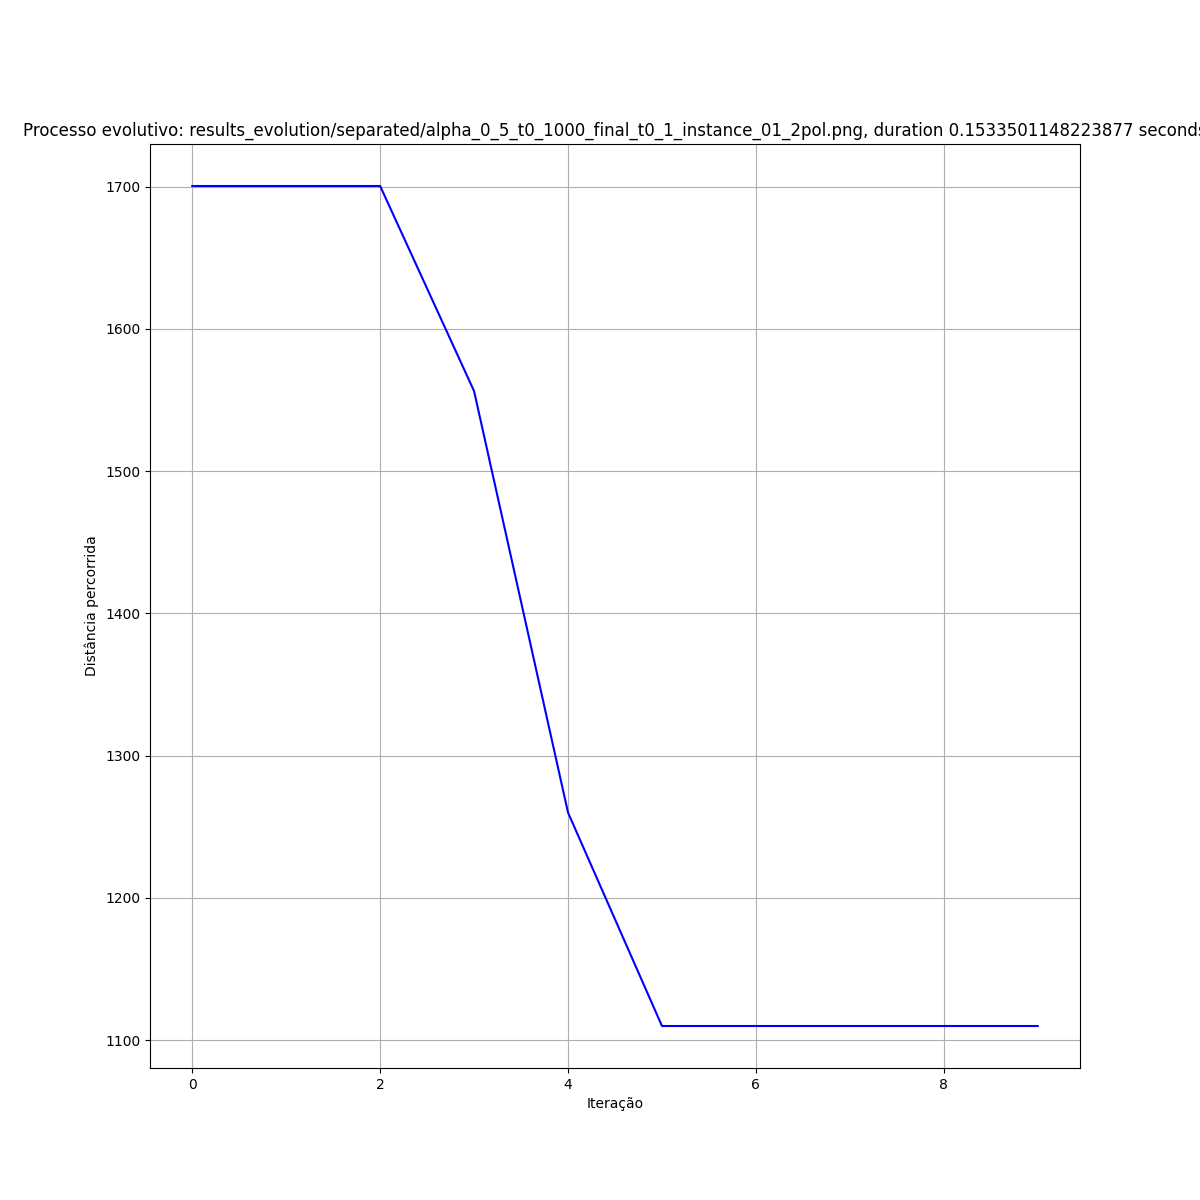 Processo evolutivo: results_evolution/separated/alpha_0_5_t0_1000_final_t0_1_instance_01_2pol.png, duration 0.1533501148223877 seconds
1700
1600
1500
1400
1300
1200
1100
Distância percorrida
0 2 4 6 8
Iteração